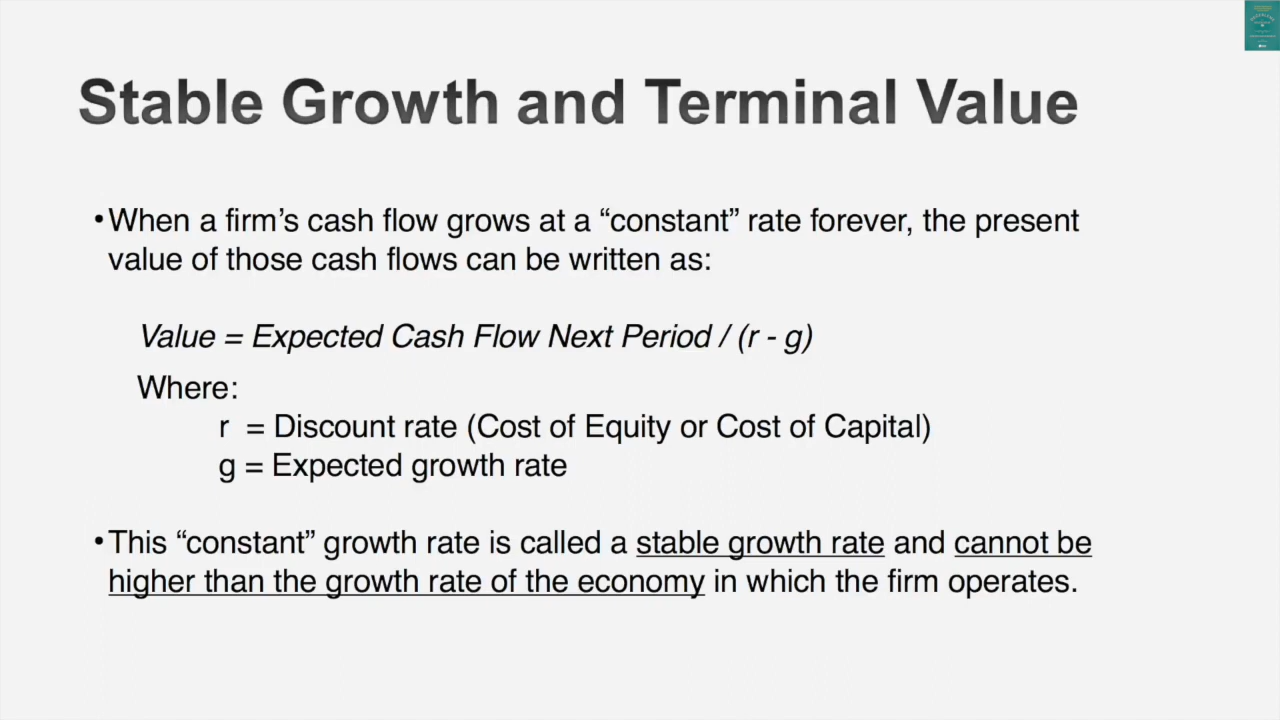 Stable Growth and Terminal Value
•When a firm’s cash flow grows at a “constant” rate forever, the present
value of those cash flows can be written as:
Value = Expected Cash Flow Next Period / (r - g)
Where:
r = Discount rate (Cost of Equity or Cost of Capital)
g = Expected growth rate
•This “constant” growth rate is called a stable growth rate and cannot be
higher than the growth rate of the economy in which the firm operates.